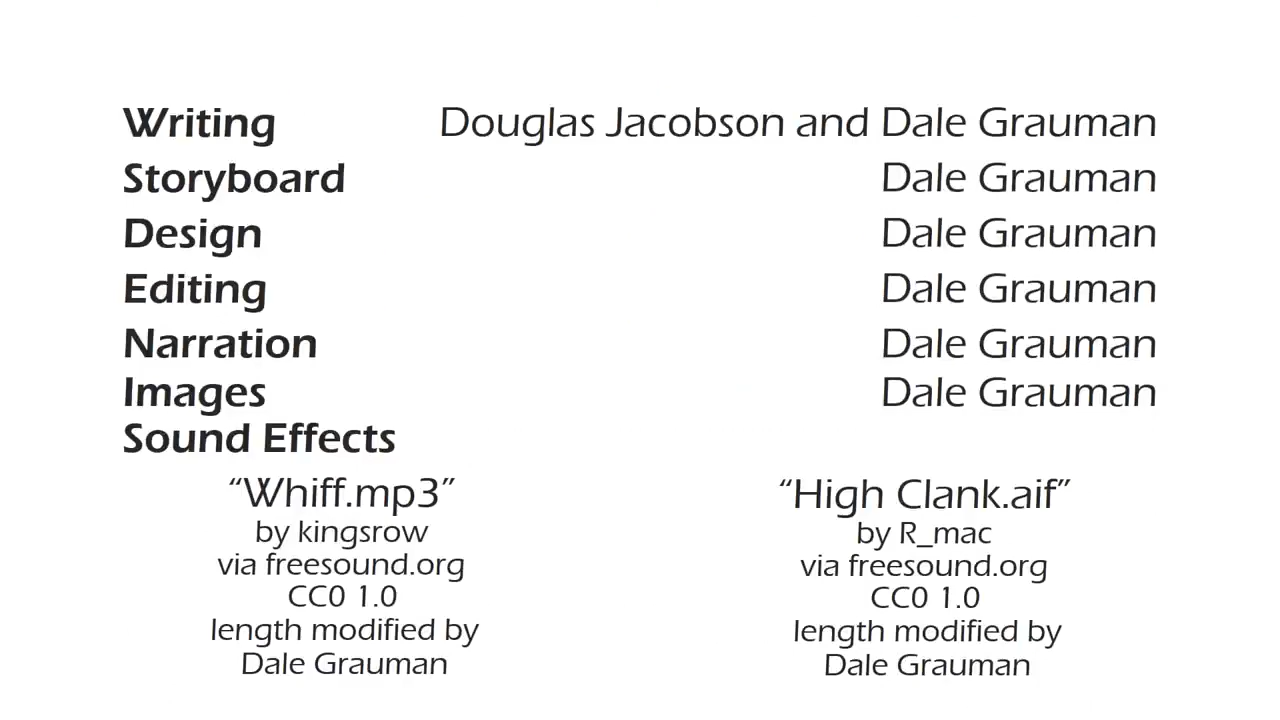 Writing Douglas Jacobson and Dale Grauman
Storyboard Dale Grauman
Design Dale Grauman
Editing Dale Grauman
Narration Dale Grauman
Images Dale Grauman
Sound Effects
“Whiff.mp3”
by kingsrow
via freesound.org
CC0 1.0
length modified by
Dale Grauman
“High Clank.aif”
by R_mac
via freesound.org
CC0 1.0
length modified by
Dale Grauman